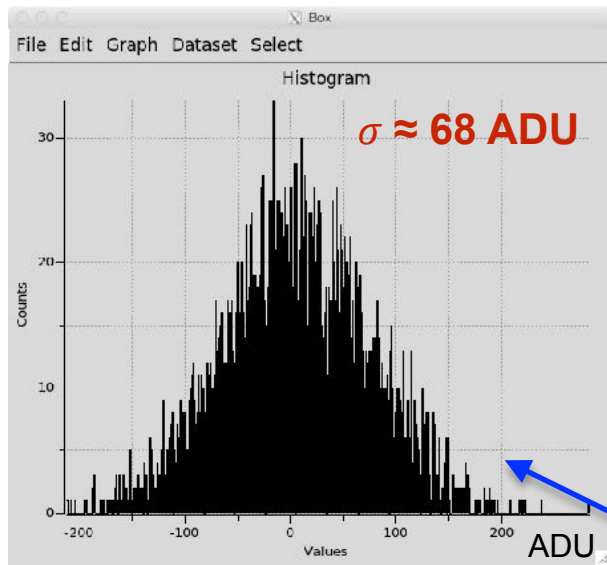 Box
File Edit Graph Dataset Select
Histogram
σ ≈ 68 ADU
30
20
10
0
Counts
-200 -100 0 100 200
Values
ADU